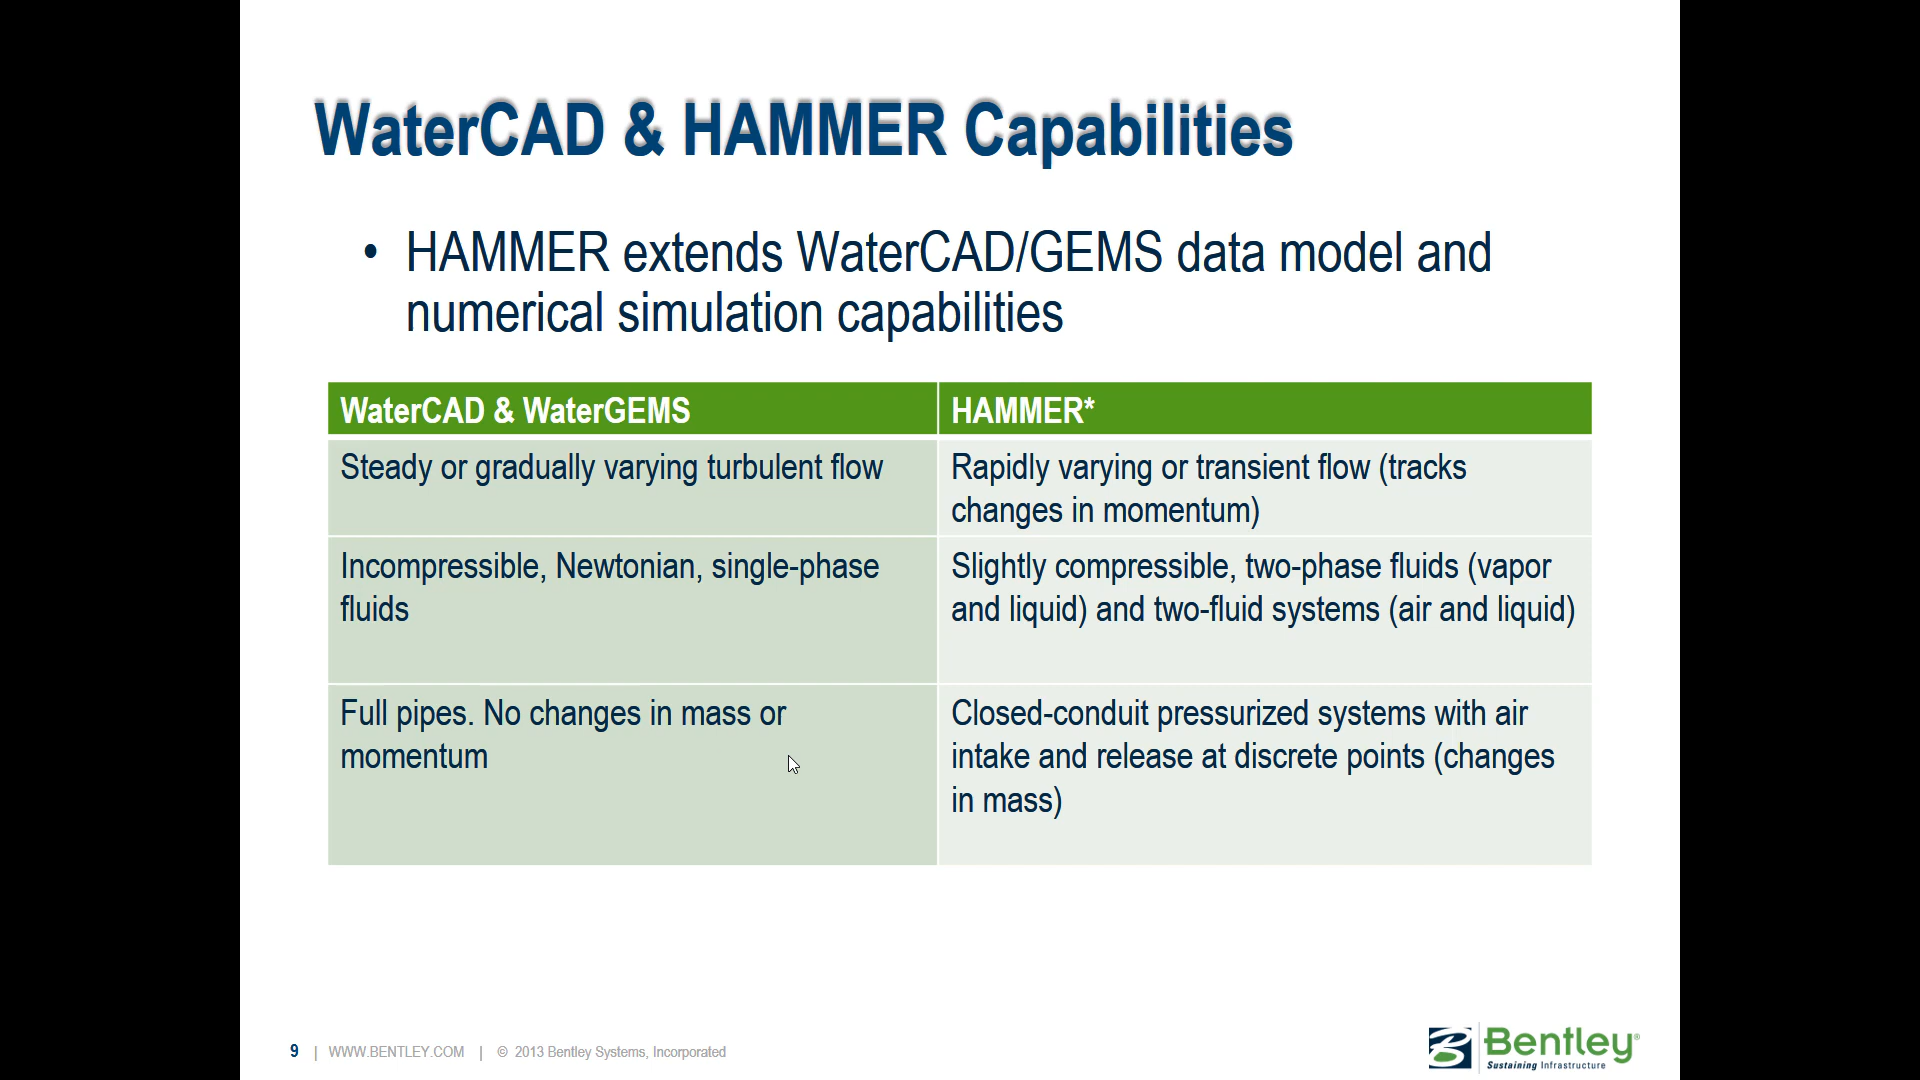 WaterCAD & HAMMER Capabilities
• HAMMER extends WaterCAD/GEMS data model and
numerical simulation capabilities
WaterCAD & WaterGEMS
HAMMER*
Steady or gradually varying turbulent flow
Rapidly varying or transient flow (tracks
changes in momentum)
Incompressible, Newtonian, single-phase
fluids
Slightly compressible, two-phase fluids (vapor
and liquid) and two-fluid systems (air and liquid)
Full pipes. No changes in mass or
momentum
Closed-conduit pressurized systems with air
intake and release at discrete points (changes
in mass)
9 | WWW.BENTLEY.COM | © 2013 Bentley Systems, Incorporated
Bentley®
Sustaining Infrastructure